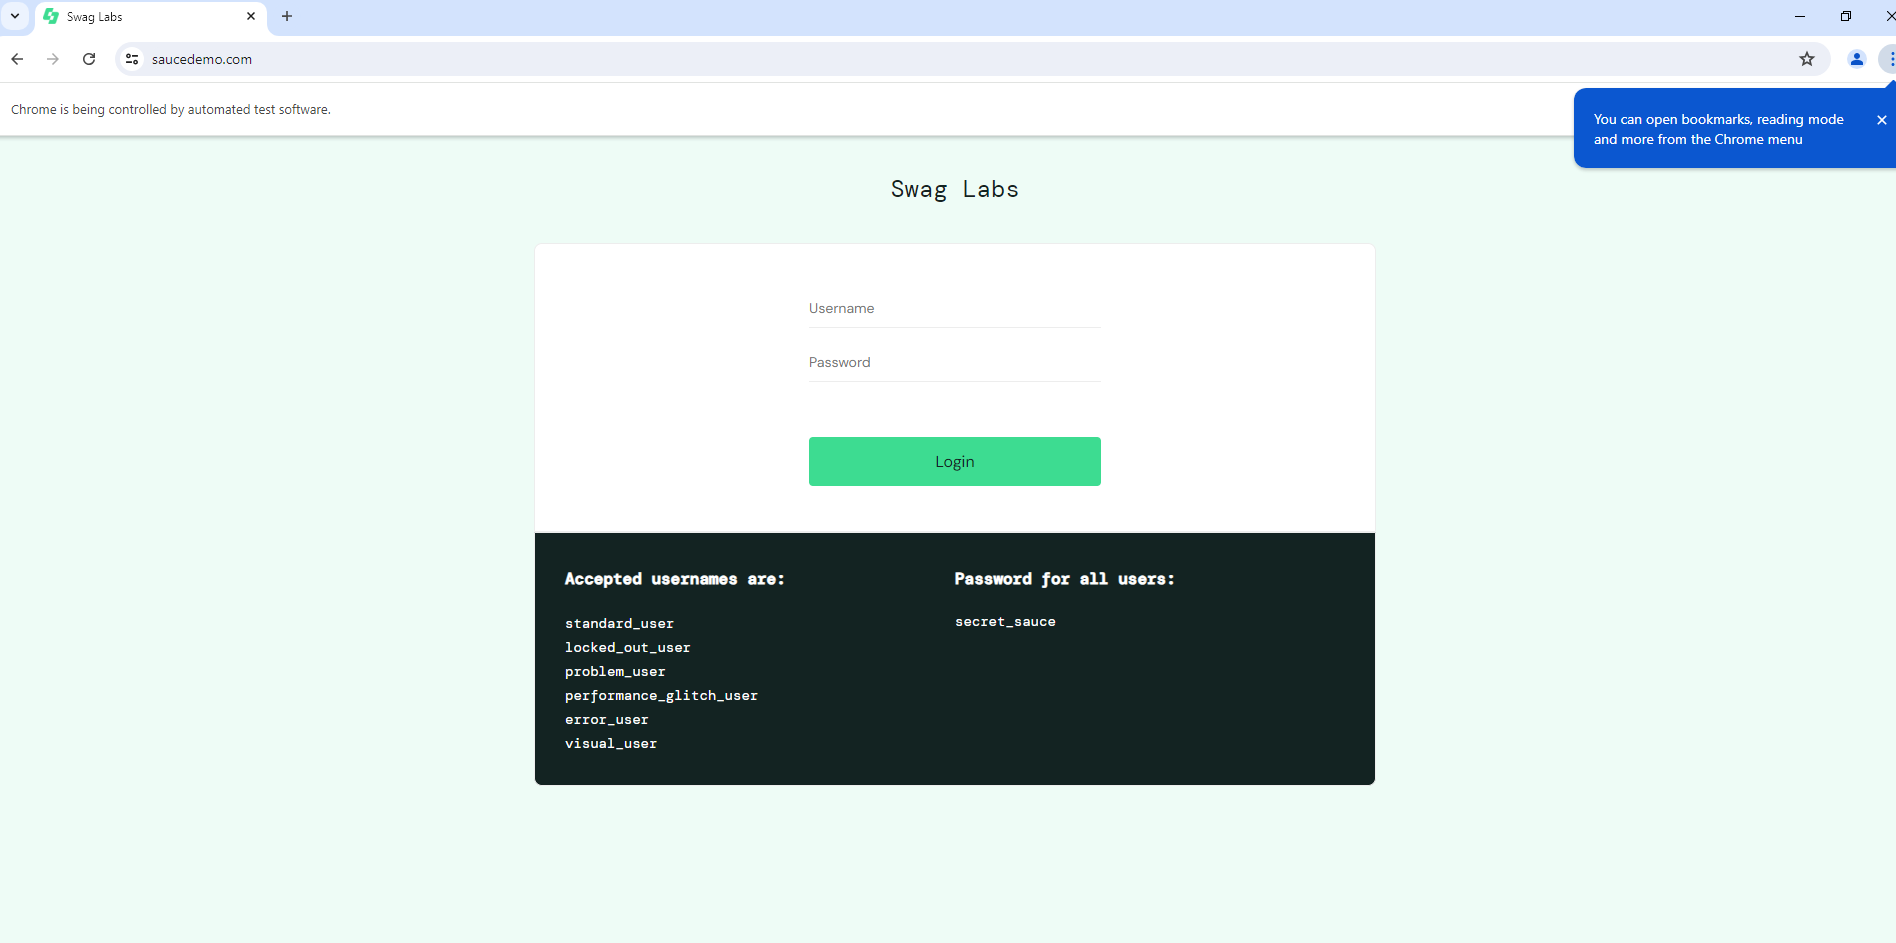 Swag Labs
saucedemo.com
Chrome is being controlled by automated test software.
You can open bookmarks, reading mode
and more from the Chrome menu
Swag Labs
Username
Password
Login
Accepted usernames are:
standard_user
locked_out_user
problem_user
performance_glitch_user
error_user
visual_user
Password for all users:
secret_sauce